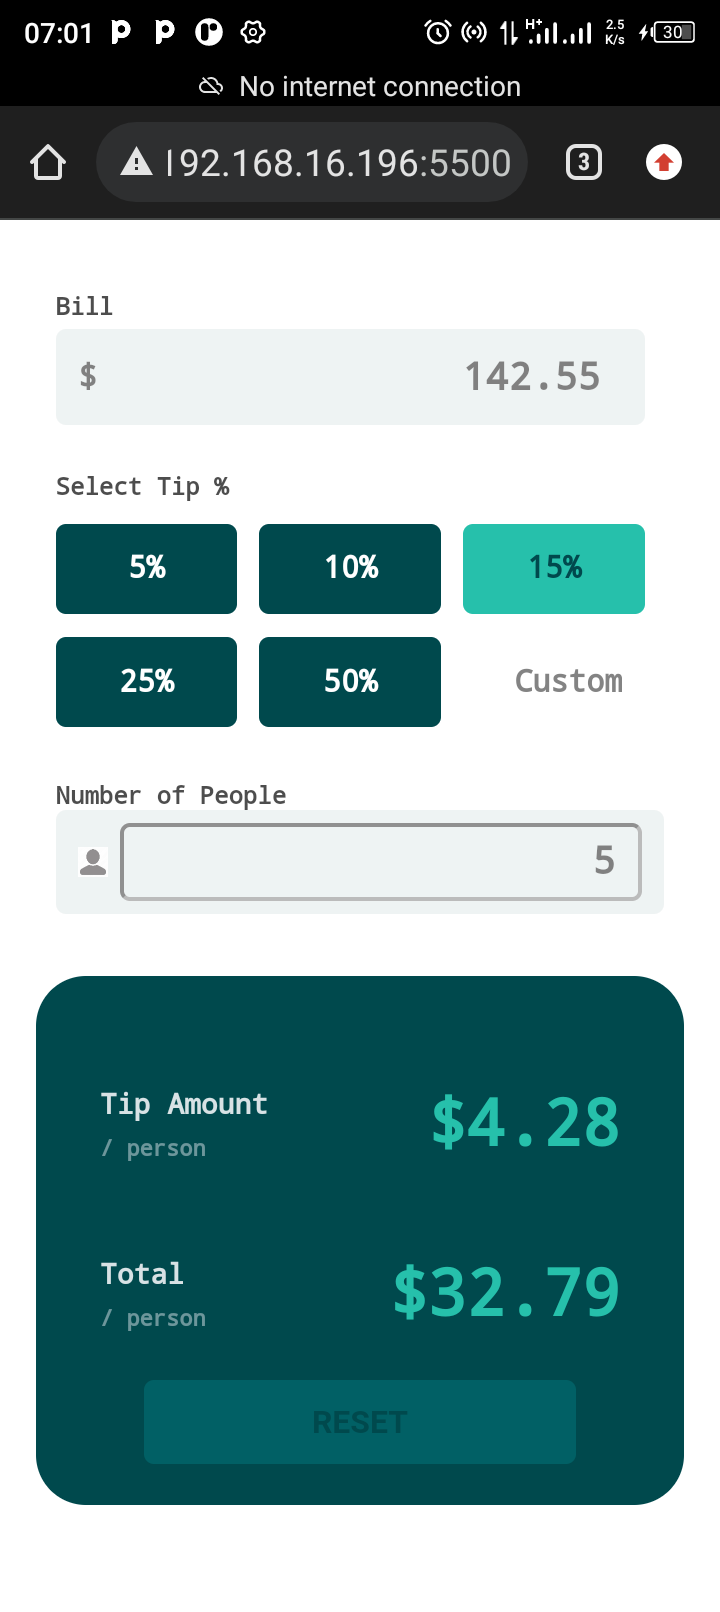 07:01
H+
2.5
K/s
30
No internet connection
192.168.16.196:5500
3
Bill
$
142.55
Select Tip %
5%
10%
15%
25%
50%
Custom
Number of People
5
Tip Amount
$4.28
/ person
Total
$32.79
/ person
RESET